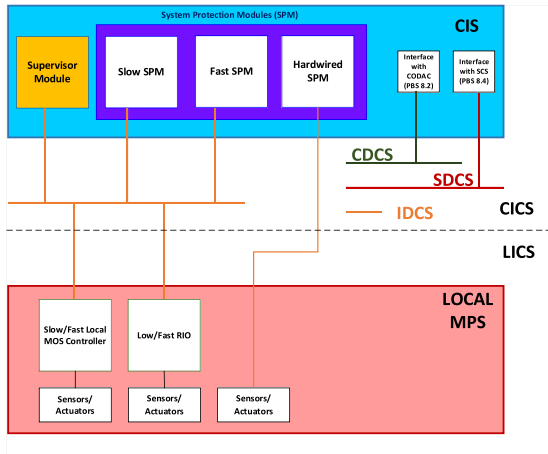 System Protection Modules (SPM)
CIS
Supervisor
Module
Slow SPM
Fast SPM
Hardwired
SPM
Interface
with
CODAC
(PBS 8.2)
Interface
with SCS
(PBS 8.4)
CDCS
SDCS
IDCS
CICS
LICS
LOCAL
MPS
Slow/Fast Local
MOS Controller
Low/Fast RIO
Sensors/
Actuators
Sensors/
Actuators
Sensors/
Actuators